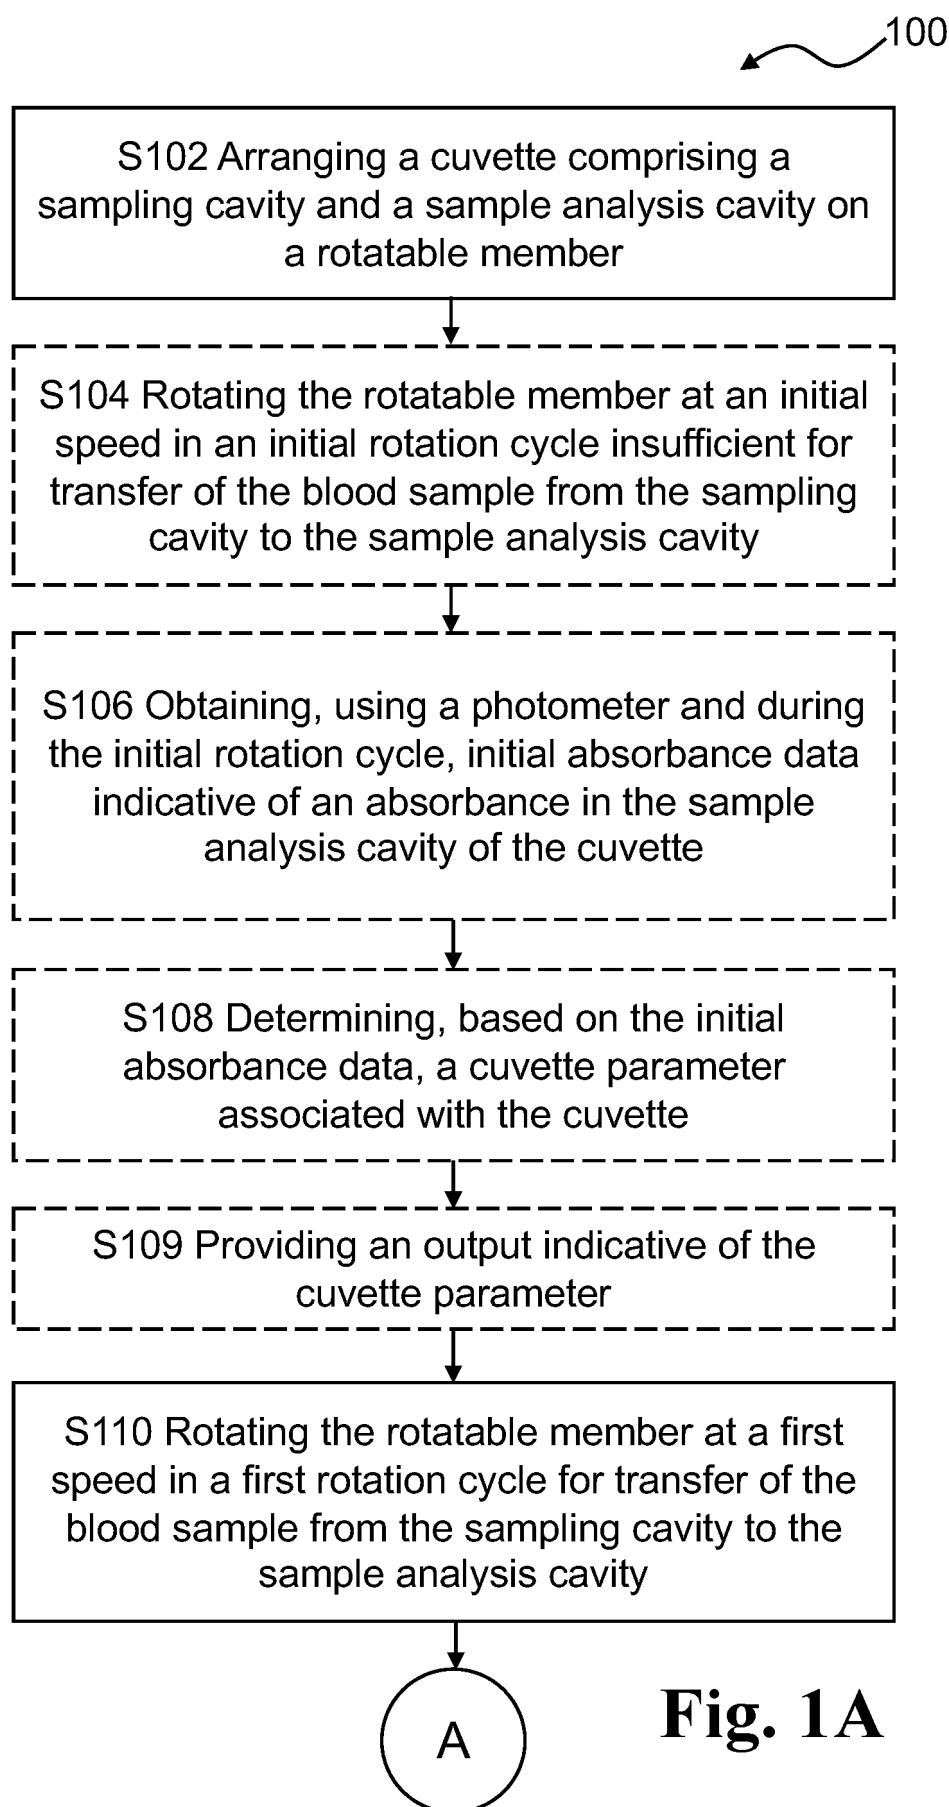 100
S102 Arranging a cuvette comprising a
sampling cavity and a sample analysis cavity on
a rotatable member
S104 Rotating the rotatable member at an initial
speed in an initial rotation cycle insufficient for
transfer of the blood sample from the sampling
cavity to the sample analysis cavity
S106 Obtaining, using a photometer and during
the initial rotation cycle, initial absorbance data
indicative of an absorbance in the sample
analysis cavity of the cuvette
S108 Determining, based on the initial
absorbance data, a cuvette parameter
associated with the cuvette
S109 Providing an output indicative of the
cuvette parameter
S110 Rotating the rotatable member at a first
speed in a first rotation cycle for transfer of the
blood sample from the sampling cavity to the
sample analysis cavity
A
Fig. 1A